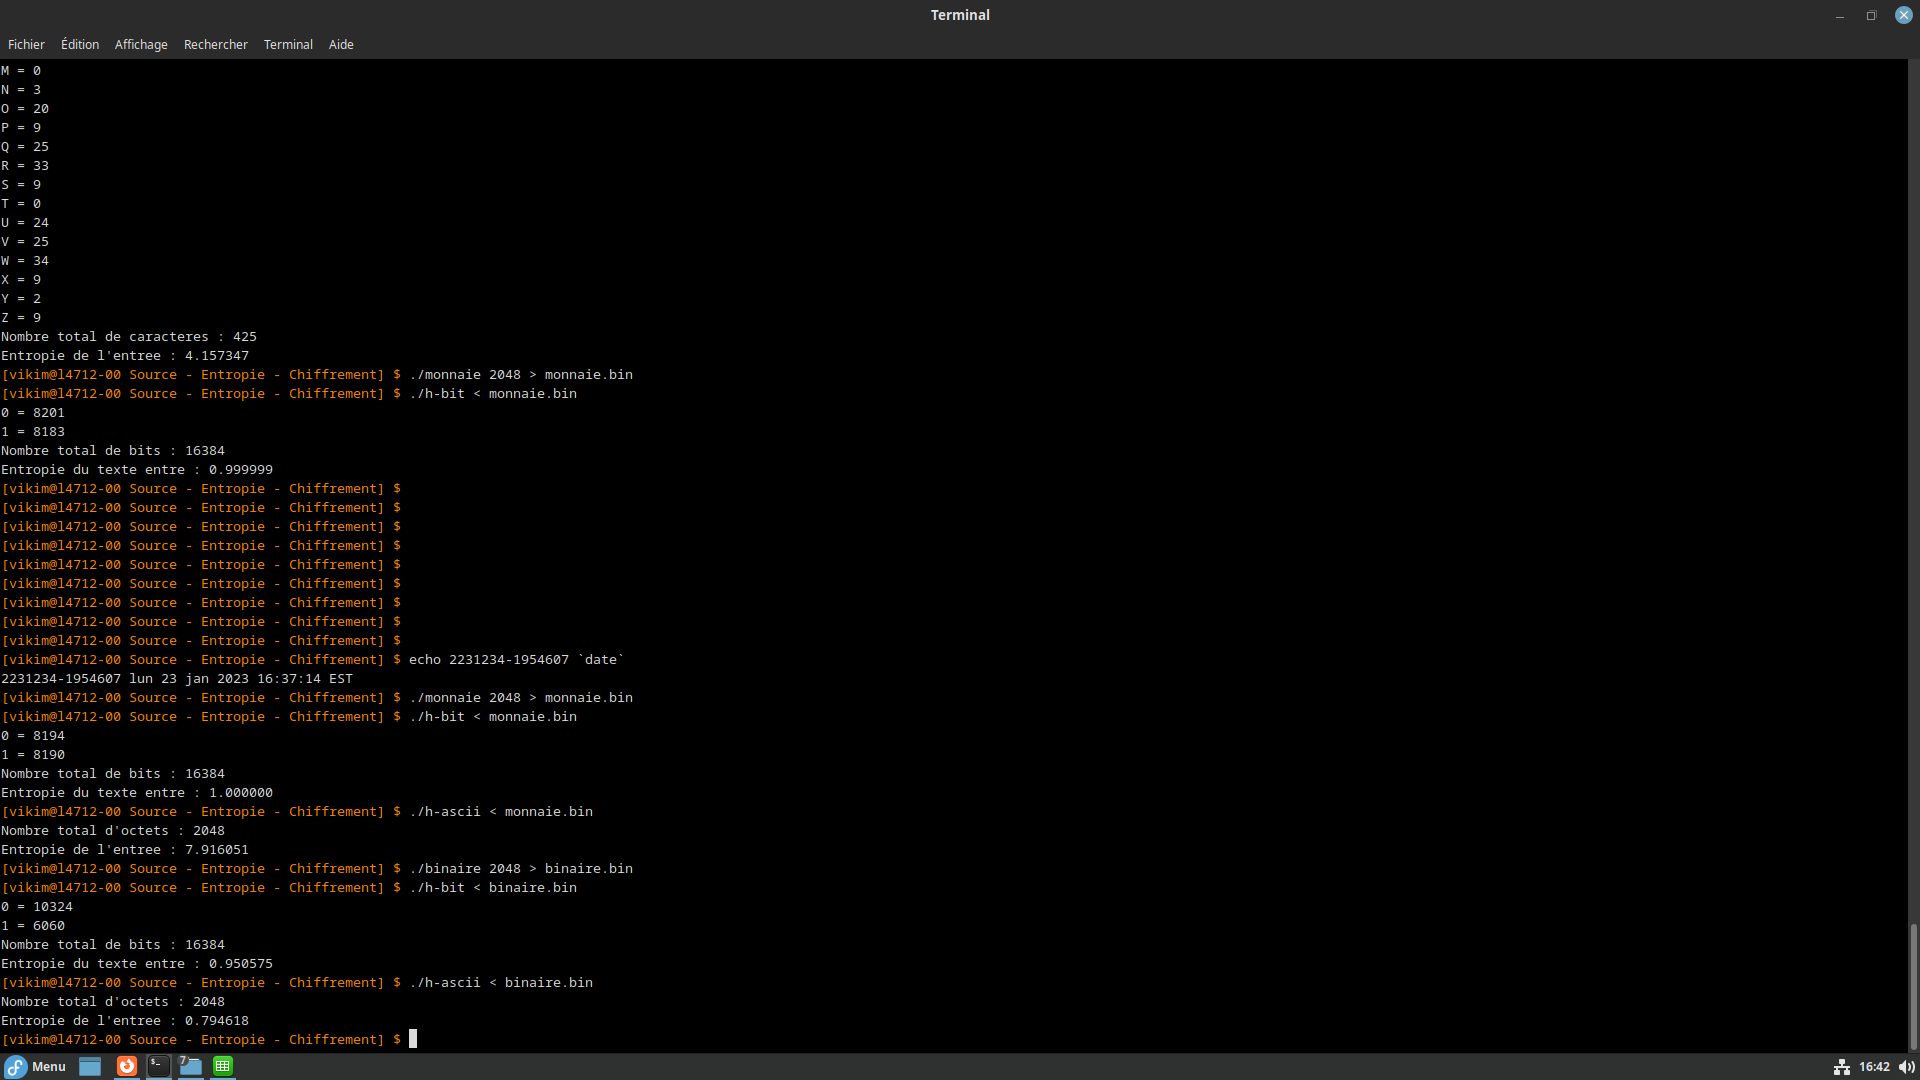 Terminal
Fichier Édition Affichage Rechercher Terminal Aide
M = 0
N = 3
O = 20
P = 9
Q = 25
R = 33
S = 9
T = 0
U = 24
V = 25
W = 34
X = 9
Y = 2
Z = 9
Nombre total de caracteres : 425
Entropie de l'entree : 4.157347
[vikim@l4712-00 Source - Entropie - Chiffrement] $ ./monnaie 2048 > monnaie.bin
[vikim@l4712-00 Source - Entropie - Chiffrement] $ ./h-bit < monnaie.bin
0 = 8201
1 = 8183
Nombre total de bits : 16384
Entropie du texte entre : 0.999999
[vikim@l4712-00 Source - Entropie - Chiffrement] $
[vikim@l4712-00 Source - Entropie - Chiffrement] $
[vikim@l4712-00 Source - Entropie - Chiffrement] $
[vikim@l4712-00 Source - Entropie - Chiffrement] $
[vikim@l4712-00 Source - Entropie - Chiffrement] $
[vikim@l4712-00 Source - Entropie - Chiffrement] $
[vikim@l4712-00 Source - Entropie - Chiffrement] $
[vikim@l4712-00 Source - Entropie - Chiffrement] $
[vikim@l4712-00 Source - Entropie - Chiffrement] $
[vikim@l4712-00 Source - Entropie - Chiffrement] $ echo 2231234-1954607 `date`
2231234-1954607 lun 23 jan 2023 16:37:14 EST
[vikim@l4712-00 Source - Entropie - Chiffrement] $ ./monnaie 2048 > monnaie.bin
[vikim@l4712-00 Source - Entropie - Chiffrement] $ ./h-bit < monnaie.bin
0 = 8194
1 = 8190
Nombre total de bits : 16384
Entropie du texte entre : 1.000000
[vikim@l4712-00 Source - Entropie - Chiffrement] $ ./h-ascii < monnaie.bin
Nombre total d'octets : 2048
Entropie de l'entree : 7.916051
[vikim@l4712-00 Source - Entropie - Chiffrement] $ ./binaire 2048 > binaire.bin
[vikim@l4712-00 Source - Entropie - Chiffrement] $ ./h-bit < binaire.bin
0 = 10324
1 = 6060
Nombre total de bits : 16384
Entropie du texte entre : 0.950575
[vikim@l4712-00 Source - Entropie - Chiffrement] $ ./h-ascii < binaire.bin
Nombre total d'octets : 2048
Entropie de l'entree : 0.794618
[vikim@l4712-00 Source - Entropie - Chiffrement] $
Menu 7 16:42